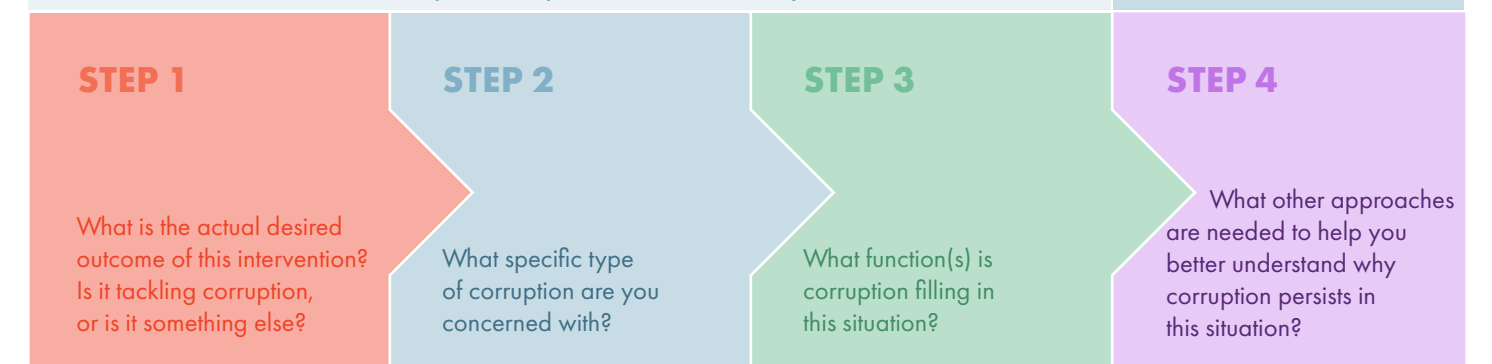 STEP 1
What is the actual desired
outcome of this intervention?
Is it tackling corruption,
or is it something else?
STEP 2
What specific type
of corruption are you
concerned with?
STEP 3
What function(s) is
corruption filling in
this situation?
STEP 4
What other approaches
are needed to help you
better understand why
corruption persists in
this situation?